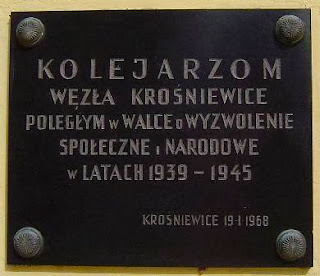 KOLEJARZOM
WĘZŁA KROŚNIEWICE
POLEGŁYM W WALCE O WYZWOLENIE
SPOŁECZNE I NARODOWE
W LATACH 1939 - 1945
KROŚNIEWICE 19·I·1968